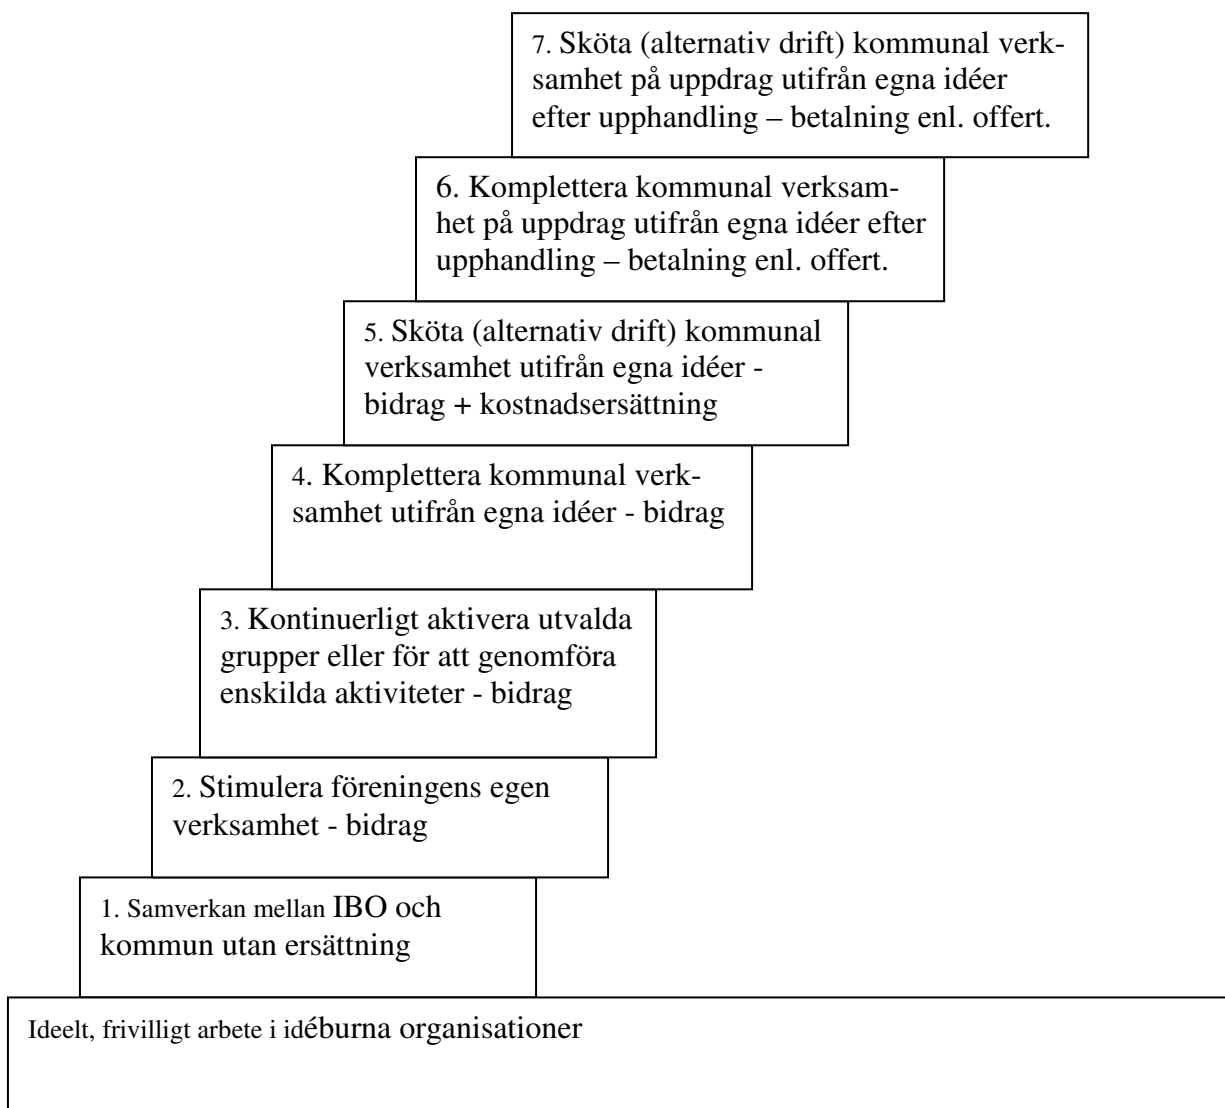 7. Sköta (alternativ drift) kommunal verk-
samhet på uppdrag utifrån egna idéer
efter upphandling – betalning enl. offert.
6. Komplettera kommunal verksam-
het på uppdrag utifrån egna idéer efter
upphandling – betalning enl. offert.
5. Sköta (alternativ drift) kommunal
verksamhet utifrån egna idéer -
bidrag + kostnadsersättning
4. Komplettera kommunal verk-
samhet utifrån egna idéer - bidrag
3. Kontinuerligt aktivera utvalda
grupper eller för att genomföra
enskilda aktiviteter - bidrag
2. Stimulera föreningens egen
verksamhet - bidrag
1. Samverkan mellan IBO och
kommun utan ersättning
Ideelt, frivilligt arbete i idéburna organisationer